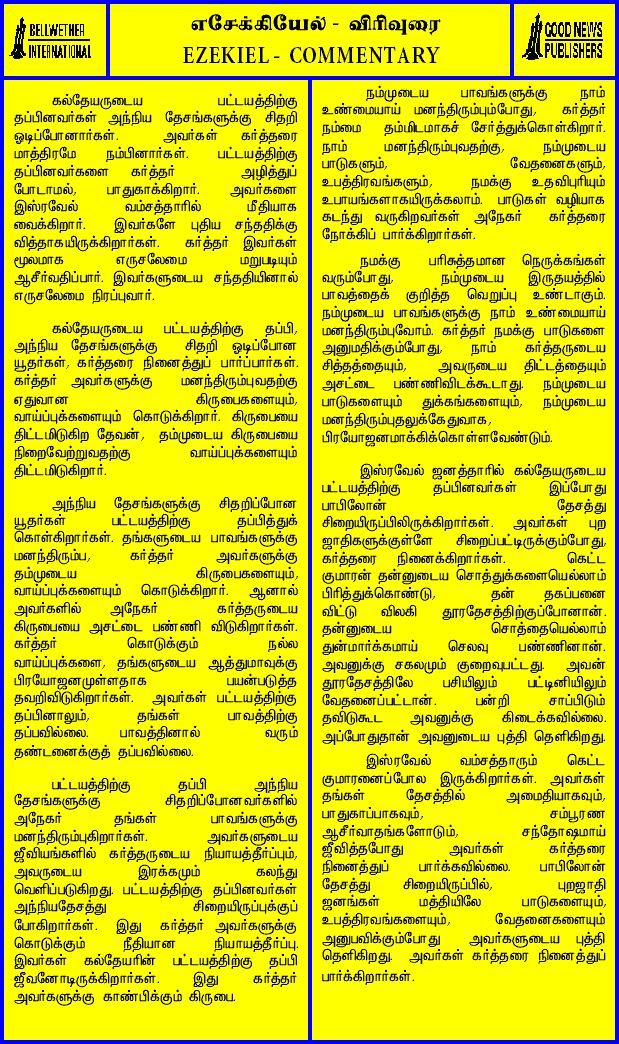 BELLWETHER
INTERNATIONAL
எசேக்கியேல் - விரிவுரை
EZEKIEL - COMMENTARY
GOOD NEWS
PUBLISHERS
கல்தேயருடைய பட்டயத்திற்கு
தப்பினவர்கள் அந்நிய தேசங்களுக்கு சிதறி
ஓடிப்போனார்கள். அவர்கள் கர்த்தரை
மாத்திரமே நம்பினார்கள். பட்டயத்திற்கு
தப்பினவர்களை கர்த்தர் அழித்துப்
போடாமல், பாதுகாக்கிறார். அவர்களை
இஸ்ரவேல் வம்சத்தாரில் மீதியாக
வைக்கிறார். இவர்களே புதிய சந்ததிக்கு
வித்தாகயிருக்கிறார்கள். கர்த்தர் இவர்கள்
மூலமாக எருசலேமை மறுபடியும்
ஆசீர்வதிப்பார். இவர்களுடைய சந்ததியினால்
எருசலேமை நிரப்புவார்.
கல்தேயருடைய பட்டயத்திற்கு தப்பி,
அந்நிய தேசங்களுக்கு சிதறி ஓடிப்போன
யூதர்கள், கர்த்தரை நினைத்துப் பார்ப்பார்கள்.
கர்த்தர் அவர்களுக்கு மனந்திரும்புவதற்கு
ஏதுவான கிருபைகளையும்,
வாய்ப்புக்களையும் கொடுக்கிறார். கிருபையை
திட்டமிடுகிற தேவன், தம்முடைய கிருபையை
நிறைவேற்றுவதற்கு வாய்ப்புக்களையும்
திட்டமிடுகிறார்.
அந்நிய தேசங்களுக்கு சிதறிப்போன
யூதர்கள் பட்டயத்திற்கு தப்பித்துக்
கொள்கிறார்கள். தங்களுடைய பாவங்களுக்கு
மனந்திரும்ப, கர்த்தர் அவர்களுக்கு
தம்முடைய கிருபைகளையும்,
வாய்ப்புக்களையும் கொடுக்கிறார். ஆனால்
அவர்களில் அநேகர் கர்த்தருடைய
கிருபையை அசட்டை பண்ணி விடுகிறார்கள்.
கர்த்தர் கொடுக்கும் நல்ல
வாய்ப்புக்களை, தங்களுடைய ஆத்துமாவுக்கு
பிரயோஜனமுள்ளதாக பயன்படுத்த
தவறிவிடுகிறார்கள். அவர்கள் பட்டயத்திற்கு
தப்பினாலும், தங்கள் பாவத்திற்கு
தப்பவில்லை. பாவத்தினால் வரும்
தண்டனைக்குத் தப்பவில்லை.
பட்டயத்திற்கு தப்பி அந்நிய
தேசங்களுக்கு சிதறிப்போனவர்களில்
அநேகர் தங்கள் பாவங்களுக்கு
மனந்திரும்புகிறார்கள். அவர்களுடைய
ஜீவியங்களில் கர்த்தருடைய நியாயத்தீர்ப்பும்,
அவருடைய இரக்கமும் கலந்து
வெளிப்படுகிறது. பட்டயத்திற்கு தப்பினவர்கள்
அந்நியதேசத்து சிறையிருப்புக்குப்
போகிறார்கள். இது கர்த்தர் அவர்களுக்கு
கொடுக்கும் நீதியான நியாயத்தீர்ப்பு.
இவர்கள் கல்தேயரின் பட்டயத்திற்கு தப்பி
ஜீவனோடிருக்கிறார்கள். இது கர்த்தர்
அவர்களுக்கு காண்பிக்கும் கிருபை.
நம்முடைய பாவங்களுக்கு நாம்
உண்மையாய் மனந்திரும்பும்போது, கர்த்தர்
நம்மை தம்மிடமாகச் சேர்த்துக்கொள்கிறார்.
நாம் மனந்திரும்புவதற்கு, நம்முடைய
பாடுகளும், வேதனைகளும்,
உபத்திரவங்களும், நமக்கு உதவிபுரியும்
உபாயங்களாகயிருக்கலாம். பாடுகள் வழியாக
கடந்து வருகிறவர்கள் அநேகர் கர்த்தரை
நோக்கிப் பார்க்கிறார்கள்.
நமக்கு பரிசுத்தமான நெருக்கங்கள்
வரும்போது, நம்முடைய இருதயத்தில்
பாவத்தைக் குறித்த வெறுப்பு உண்டாகும்.
நம்முடைய பாவங்களுக்கு நாம் உண்மையாய்
மனந்திரும்புவோம். கர்த்தர் நமக்கு பாடுகளை
அனுமதிக்கும்போது, நாம் கர்த்தருடைய
சித்தத்தையும், அவருடைய திட்டத்தையும்
அசட்டை பண்ணிவிடக்கூடாது. நம்முடைய
பாடுகளையும் துக்கங்களையும், நம்முடைய
மனந்திரும்புதலுக்கேதுவாக,
பிரயோஜனமாக்கிக்கொள்ளவேண்டும்.
இஸ்ரவேல் ஜனத்தாரில் கல்தேயருடைய
பட்டயத்திற்கு தப்பினவர்கள் இப்போது
பாபிலோன் தேசத்து
சிறையிருப்பிலிருக்கிறார்கள். அவர்கள் புற
ஜாதிகளுக்குள்ளே சிறைப்பட்டிருக்கும்போது,
கர்த்தரை நினைக்கிறார்கள். கெட்ட
குமாரன் தன்னுடைய சொத்துக்களையெல்லாம்
பிரித்துக்கொண்டு, தன் தகப்பனை
விட்டு விலகி தூரதேசத்திற்குப்போனான்.
தன்னுடைய சொத்தையெல்லாம்
துன்மார்க்கமாய் செலவு பண்ணினான்.
அவனுக்கு சகலமும் குறைவுபட்டது. அவன்
தூரதேசத்திலே பசியிலும் பட்டினியிலும்
வேதனைப்பட்டான். பன்றி சாப்பிடும்
தவிடுகூட அவனுக்கு கிடைக்கவில்லை.
அப்போதுதான் அவனுடைய புத்தி தெளிகிறது.
இஸ்ரவேல் வம்சத்தாரும் கெட்ட
குமாரனைப்போல இருக்கிறார்கள். அவர்கள்
தங்கள் தேசத்தில் அமைதியாகவும்,
பாதுகாப்பாகவும், சம்பூரண
ஆசீர்வாதங்களோடும், சந்தோஷமாய்
ஜீவித்தபோது அவர்கள் கர்த்தரை
நினைத்துப் பார்க்கவில்லை. பாபிலோன்
தேசத்து சிறையிருப்பில், புறஜாதி
ஜனங்கள் மத்தியிலே பாடுகளையும்,
உபத்திரவங்களையும், வேதனைகளையும்
அனுபவிக்கும்போது அவர்களுடைய புத்தி
தெளிகிறது. அவர்கள் கர்த்தரை நினைத்துப்
பார்க்கிறார்கள்.